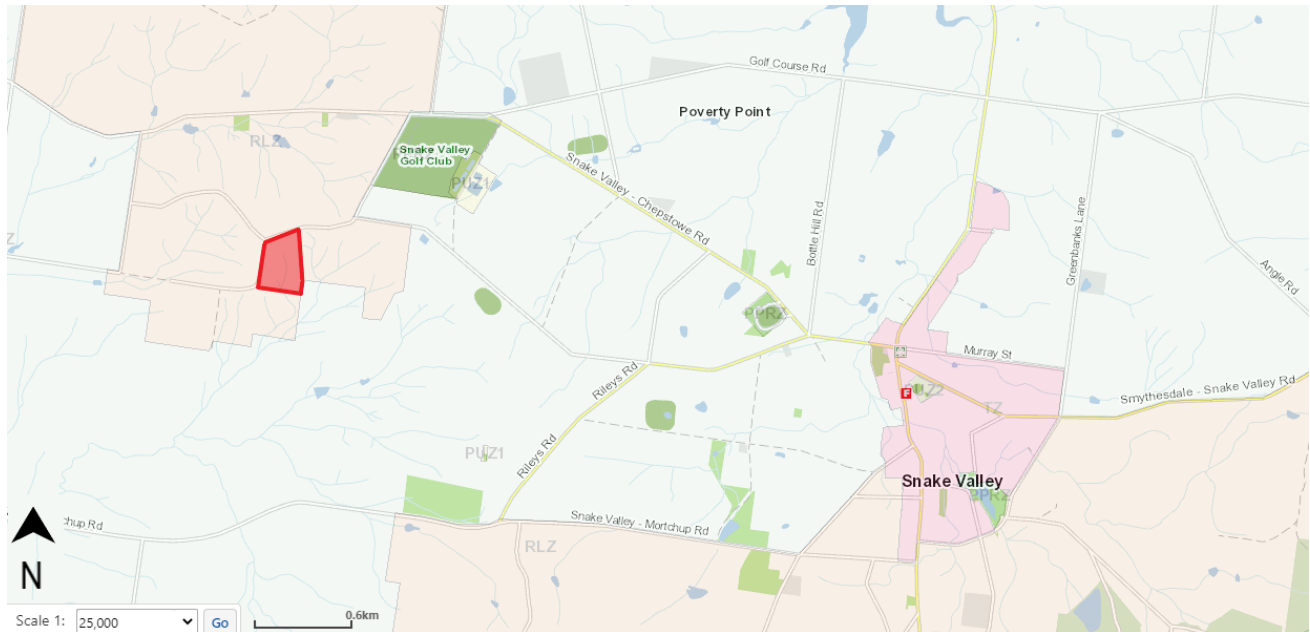 Golf Course Rd
Poverty Point
RLZ
Snake Valley
Golf Club
PUZ1
Snake Valley - Chepstowe Rd
Bottle Hill Rd
Greenbanks Lane
Angle Rd
Z
PPRZ
Murray St
Rileys Rd
PUZ2
F
TZ
Smythesdale - Snake Valley Rd
PUZ1
Rileys Rd
Snake Valley
PPRZ
chup Rd
Snake Valley - Mortchup Rd
RLZ
N
Scale 1: 25,000 Go
0.6km